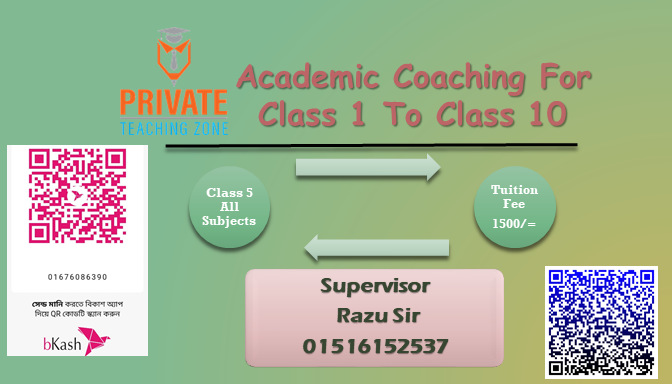 PRIVATE
TEACHING ZONE
Academic Coaching For
Class 1 To Class 10
Class 5
All
Subjects
Tuition
Fee
1500/=
01676086390
সেন্ড মানি করতে বিকাশ অ্যাপ
দিয়ে QR কোডটি স্ক্যান করুন
bKash
Supervisor
Razu Sir
01516152537